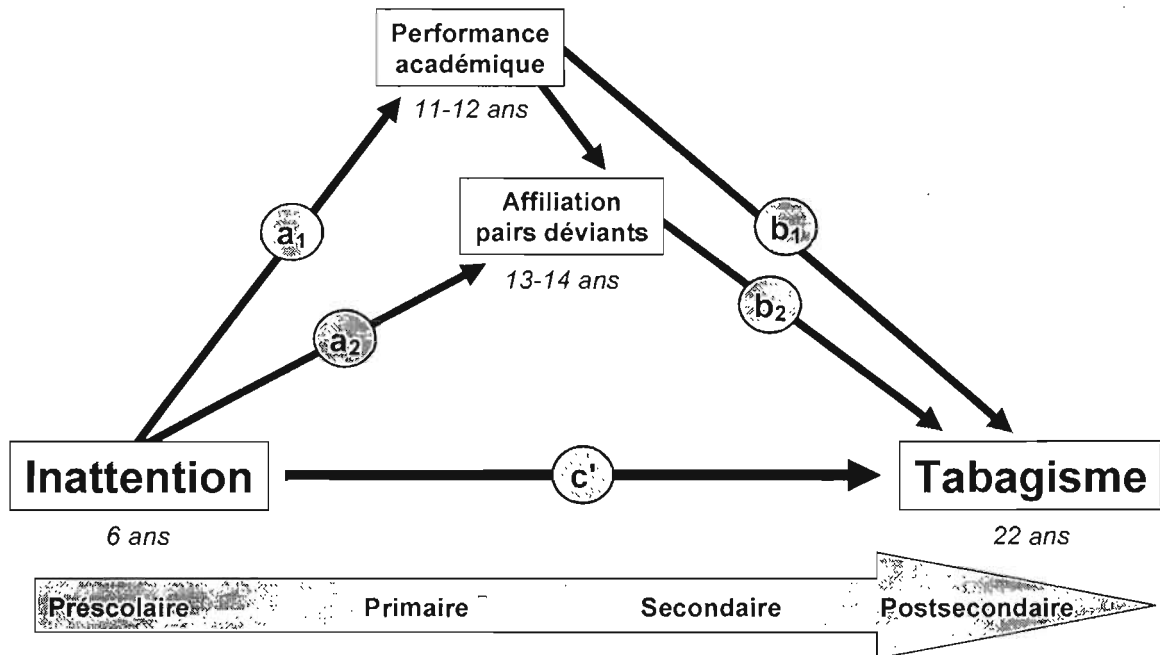 Performance
académique
11-12 ans
Affiliation
pairs déviants
13-14 ans
a₁
b₁
a₂
b₂
Inattention
c'
Tabagisme
6 ans
22 ans
Préscolaire
Primaire
Secondaire
Postsecondaire